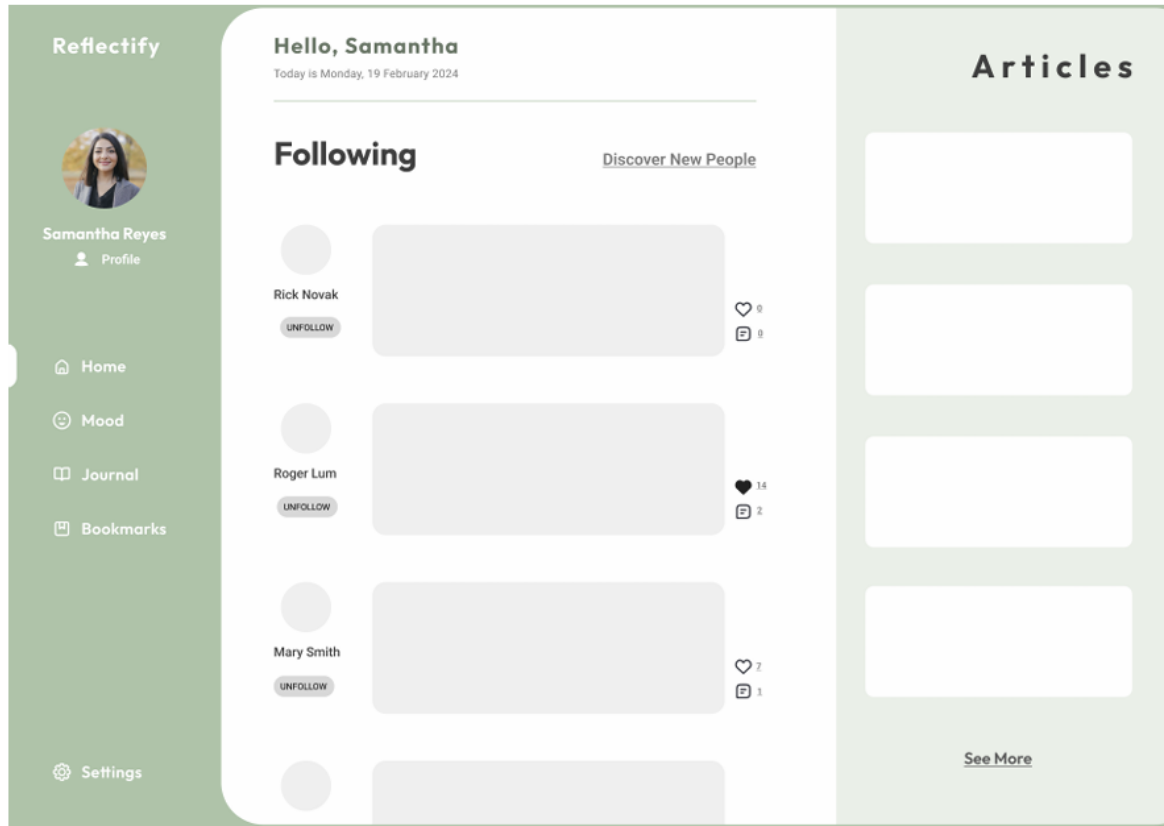 Reflectify
Samantha Reyes
Profile
Home
Mood
Journal
Bookmarks
Settings
Hello, Samantha
Today is Monday, 19 February 2024
Following
Discover New People
Rick Novak
UNFOLLOW
0
0
Roger Lum
UNFOLLOW
14
2
Mary Smith
UNFOLLOW
7
1
Articles
See More